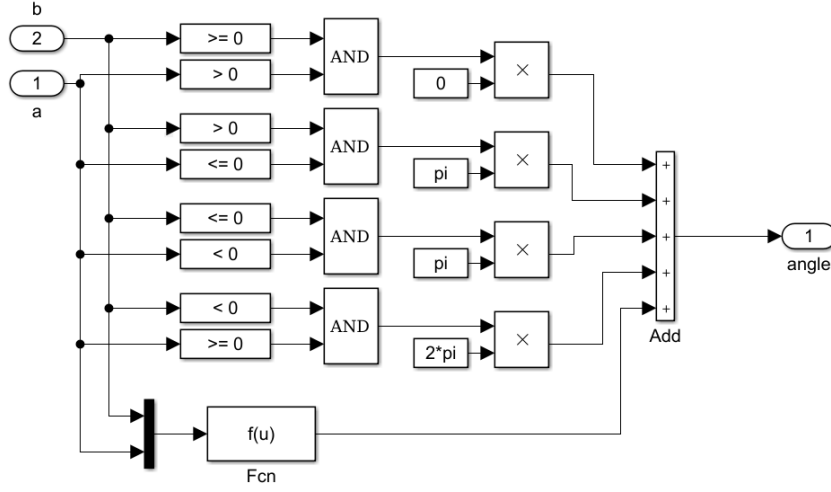 b
2
1
a
>= 0
> 0
AND
0
×
> 0
<= 0
AND
pi
×
<= 0
< 0
AND
pi
×
< 0
>= 0
AND
2*pi
×
+
+
+
+
+
Add
1
angle
f(u)
Fcn